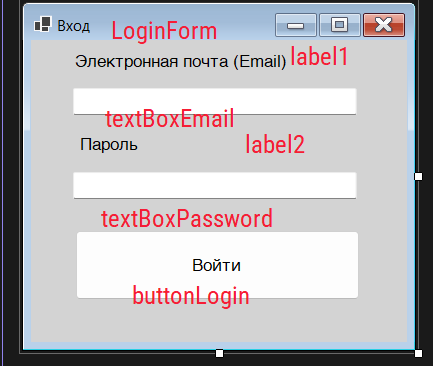 Вход
LoginForm
Электронная почта (Email)
label1
textBoxEmail
Пароль
label2
textBoxPassword
Войти
buttonLogin